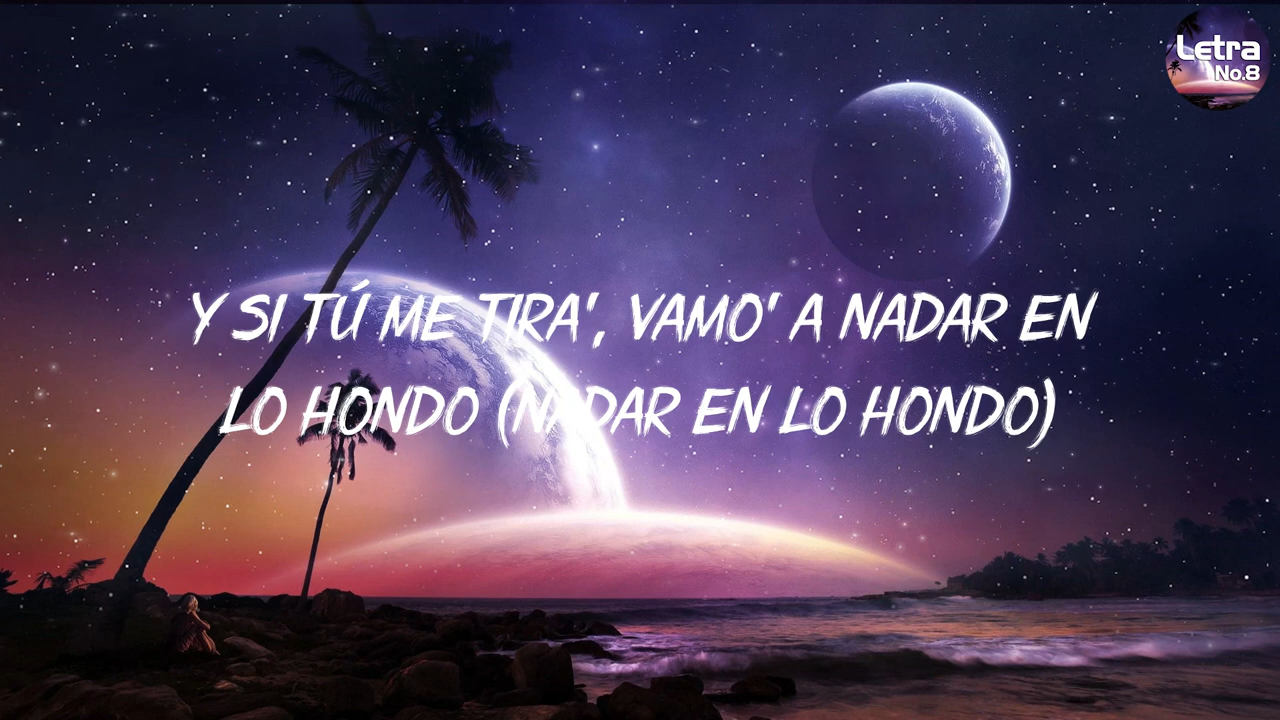 Letra
No.8
Y SI TÚ ME TIRA', VAMO' A NADAR EN
LO HONDO (NADAR EN LO HONDO)